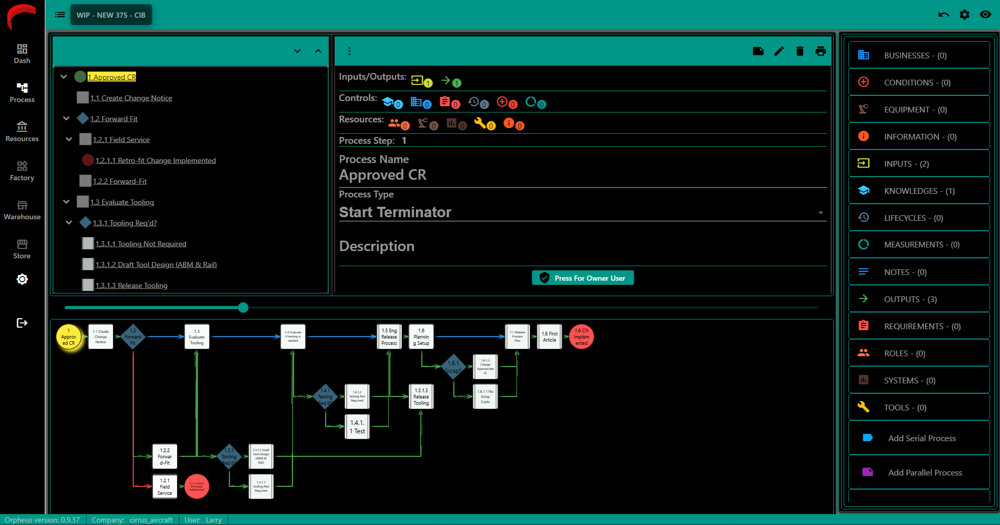 WIP - NEW 375 - CIB
Dash
Process
Resources
Factory
Warehouse
Store
1 Approved CR
1.1 Create Change Notice
1.2 Forward Fit
1.2.1 Field Service
1.2.1.1 Retro-fit Change Implemented
1.2.2 Forward-Fit
1.3 Evaluate Tooling
1.3.1 Tooling Req'd?
1.3.1.1 Tooling Not Required
1.3.1.2 Draft Tool Design (ABM & Rail)
1.3.1.3 Release Tooling
Inputs/Outputs: 1 1
Controls: 0 0 0 0 0 0
Resources: 0 0 0 0 0
Process Step: 1
Process Name
Approved CR
Process Type
Start Terminator
Description
Press For Owner User
BUSINESSES - (0)
CONDITIONS - (0)
EQUIPMENT - (0)
INFORMATION - (0)
INPUTS - (2)
KNOWLEDGES - (1)
LIFECYCLES - (0)
MEASUREMENTS - (0)
NOTES - (0)
OUTPUTS - (3)
REQUIREMENTS - (0)
ROLES - (0)
SYSTEMS - (0)
TOOLS - (0)
Add Serial Process
Add Parallel Process
1
Approv
ed CR
1.1 Create
Change
Notice
1.2
Forward
Fit
1.3
Evaluate
Tooling
1.4 Evaluate
if testing is
needed
1.5 Eng
Release
Process
1.6
Plannin
g Setup
1.7 Release
Process
Plan
1.8 First
Article
1.9 CN
Implem
ented
1.6.1
Scrap?
1.6.1.2
Charge
Appropriate
GL
1.4.1
Testing
Req'd?
1.4.1.2
Testing Not
Required
1.3.1.3
Release
Tooling
1.6.1.1 No
Scrap
Costs
1.4.1.
1 Test
1.2.2
Forwar
d-Fit
1.3.1
Tooling
Req'd?
1.3.1.2 Draft
Tool Design
(ABM &
Rail)
1.2.1
Field
Service
1.2.1.1 Retro-
fit Change
Implemented
1.3.1.1
Tooling Not
Required
Orpheus version: 0.9.37
Company: cirrus_aircraft
User: Larry